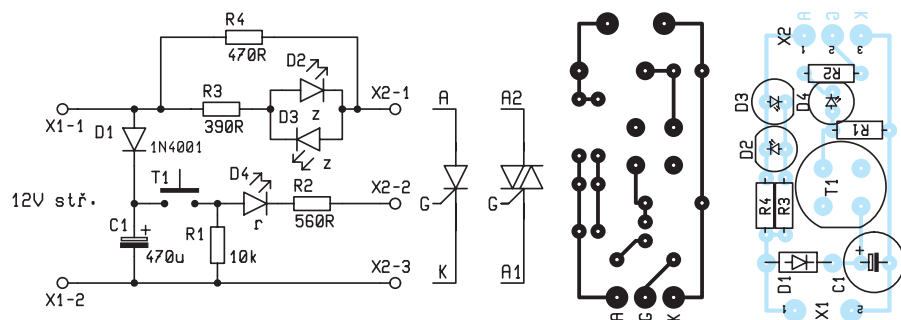 R4
470R
D2
X1-1
R3
390R
D3
z
z
X2-1
D1
1N4001
12V stř.
T1
D4
r
R2
560R
X2-2
C1
+
470u
R1
10k
X1-2
X2-3
A
G
K
A2
G
A1
A
G
K
A
G
K
X2
1
2
3
D3
R2
D4
R1
D2
T1
R4
R3
+
D1
C1
1
X1
2